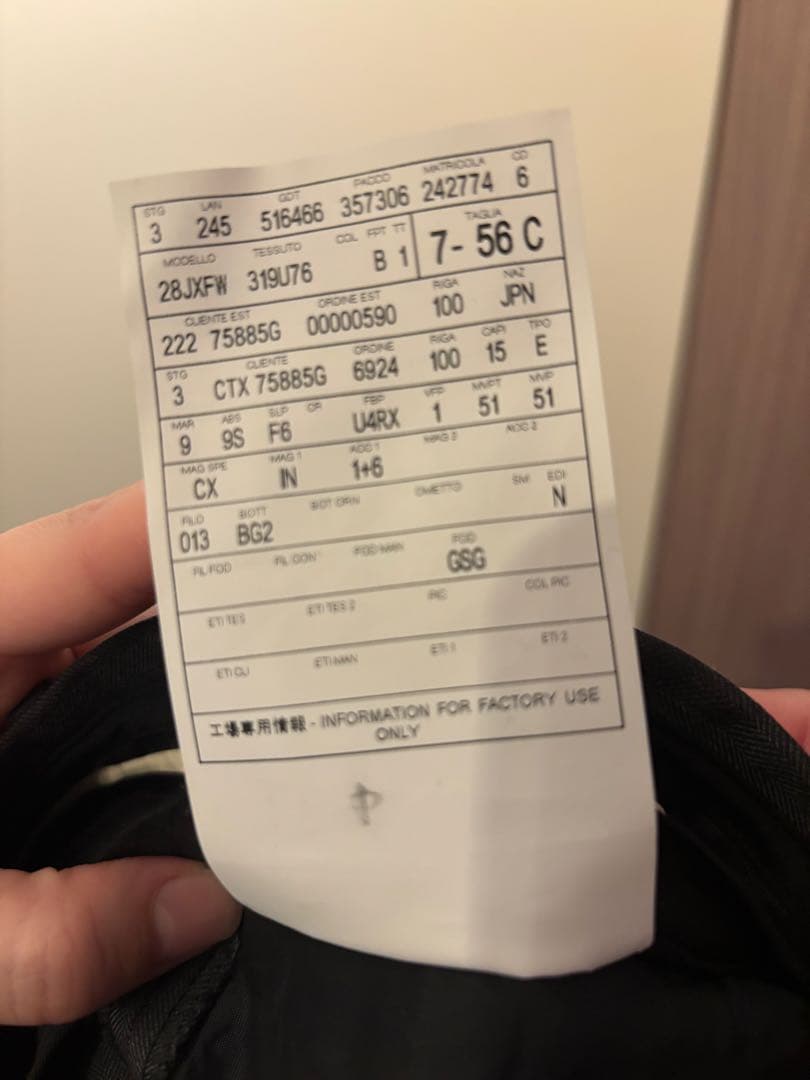 STG LAN GDT PACCO MATRICOLA CD
3 245 516466 357306 242774 6
MODELLO TESSUTO COL FPT TT TAGLIA
28JXFW 319U76 B 1 7- 56 C
CLIENTE EST ORDINE EST RIGA NAZ
222 75885G 00000590 100 JPN
STG CLIENTE ORDINE RIGA CAPI TIPO
3 CTX 75885G 6924 100 15 E
MAR ABS SLP CR FBP VFP MVPT MVP
9 9S F6 U4RX 1 51 51
MAG SPE MAG 1 ACC 1 MAG 2 ACC 2
CX IN 1+6
FILO BOTT BOT ORN OMETTO SM EDI
013 BG2 N
FIL FOD FIL CON FOD MAN FOD
GSG
ETI TES ETI TES 2 RIC COL RIC
ETI CU ETI MAN ETI 1 ETI 2
工場専用情報 - INFORMATION FOR FACTORY USE
ONLY